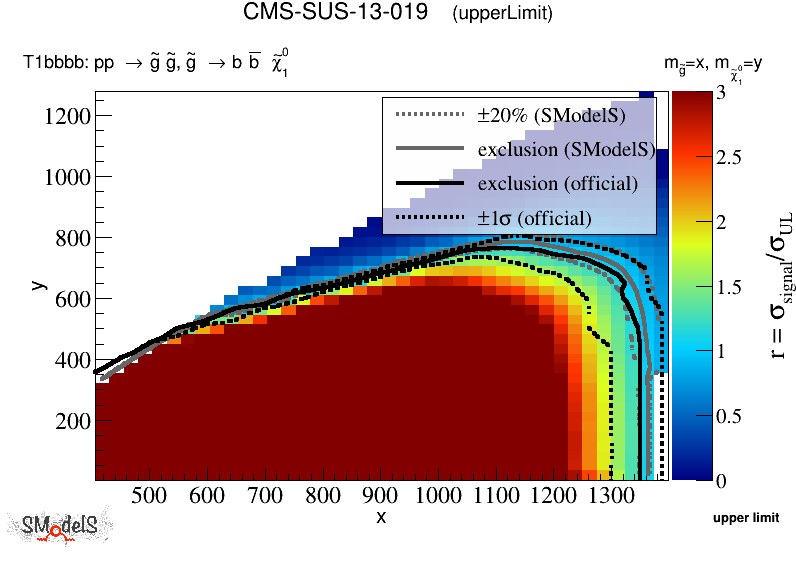 CMS-SUS-13-019 (upperLimit)
T1bbbb: pp → g̃ g̃, g̃ → b b̅ χ̃₁⁰
m_g̃=x, m_χ̃₁⁰=y
±20% (SModelS)
exclusion (SModelS)
exclusion (official)
±1σ (official)
1200
1000
800
600
400
200
y
500 600 700 800 900 1000 1100 1200 1300
x
3
2.5
2
1.5
1
0.5
0
r = σ_signal/σ_UL
SModelS
upper limit